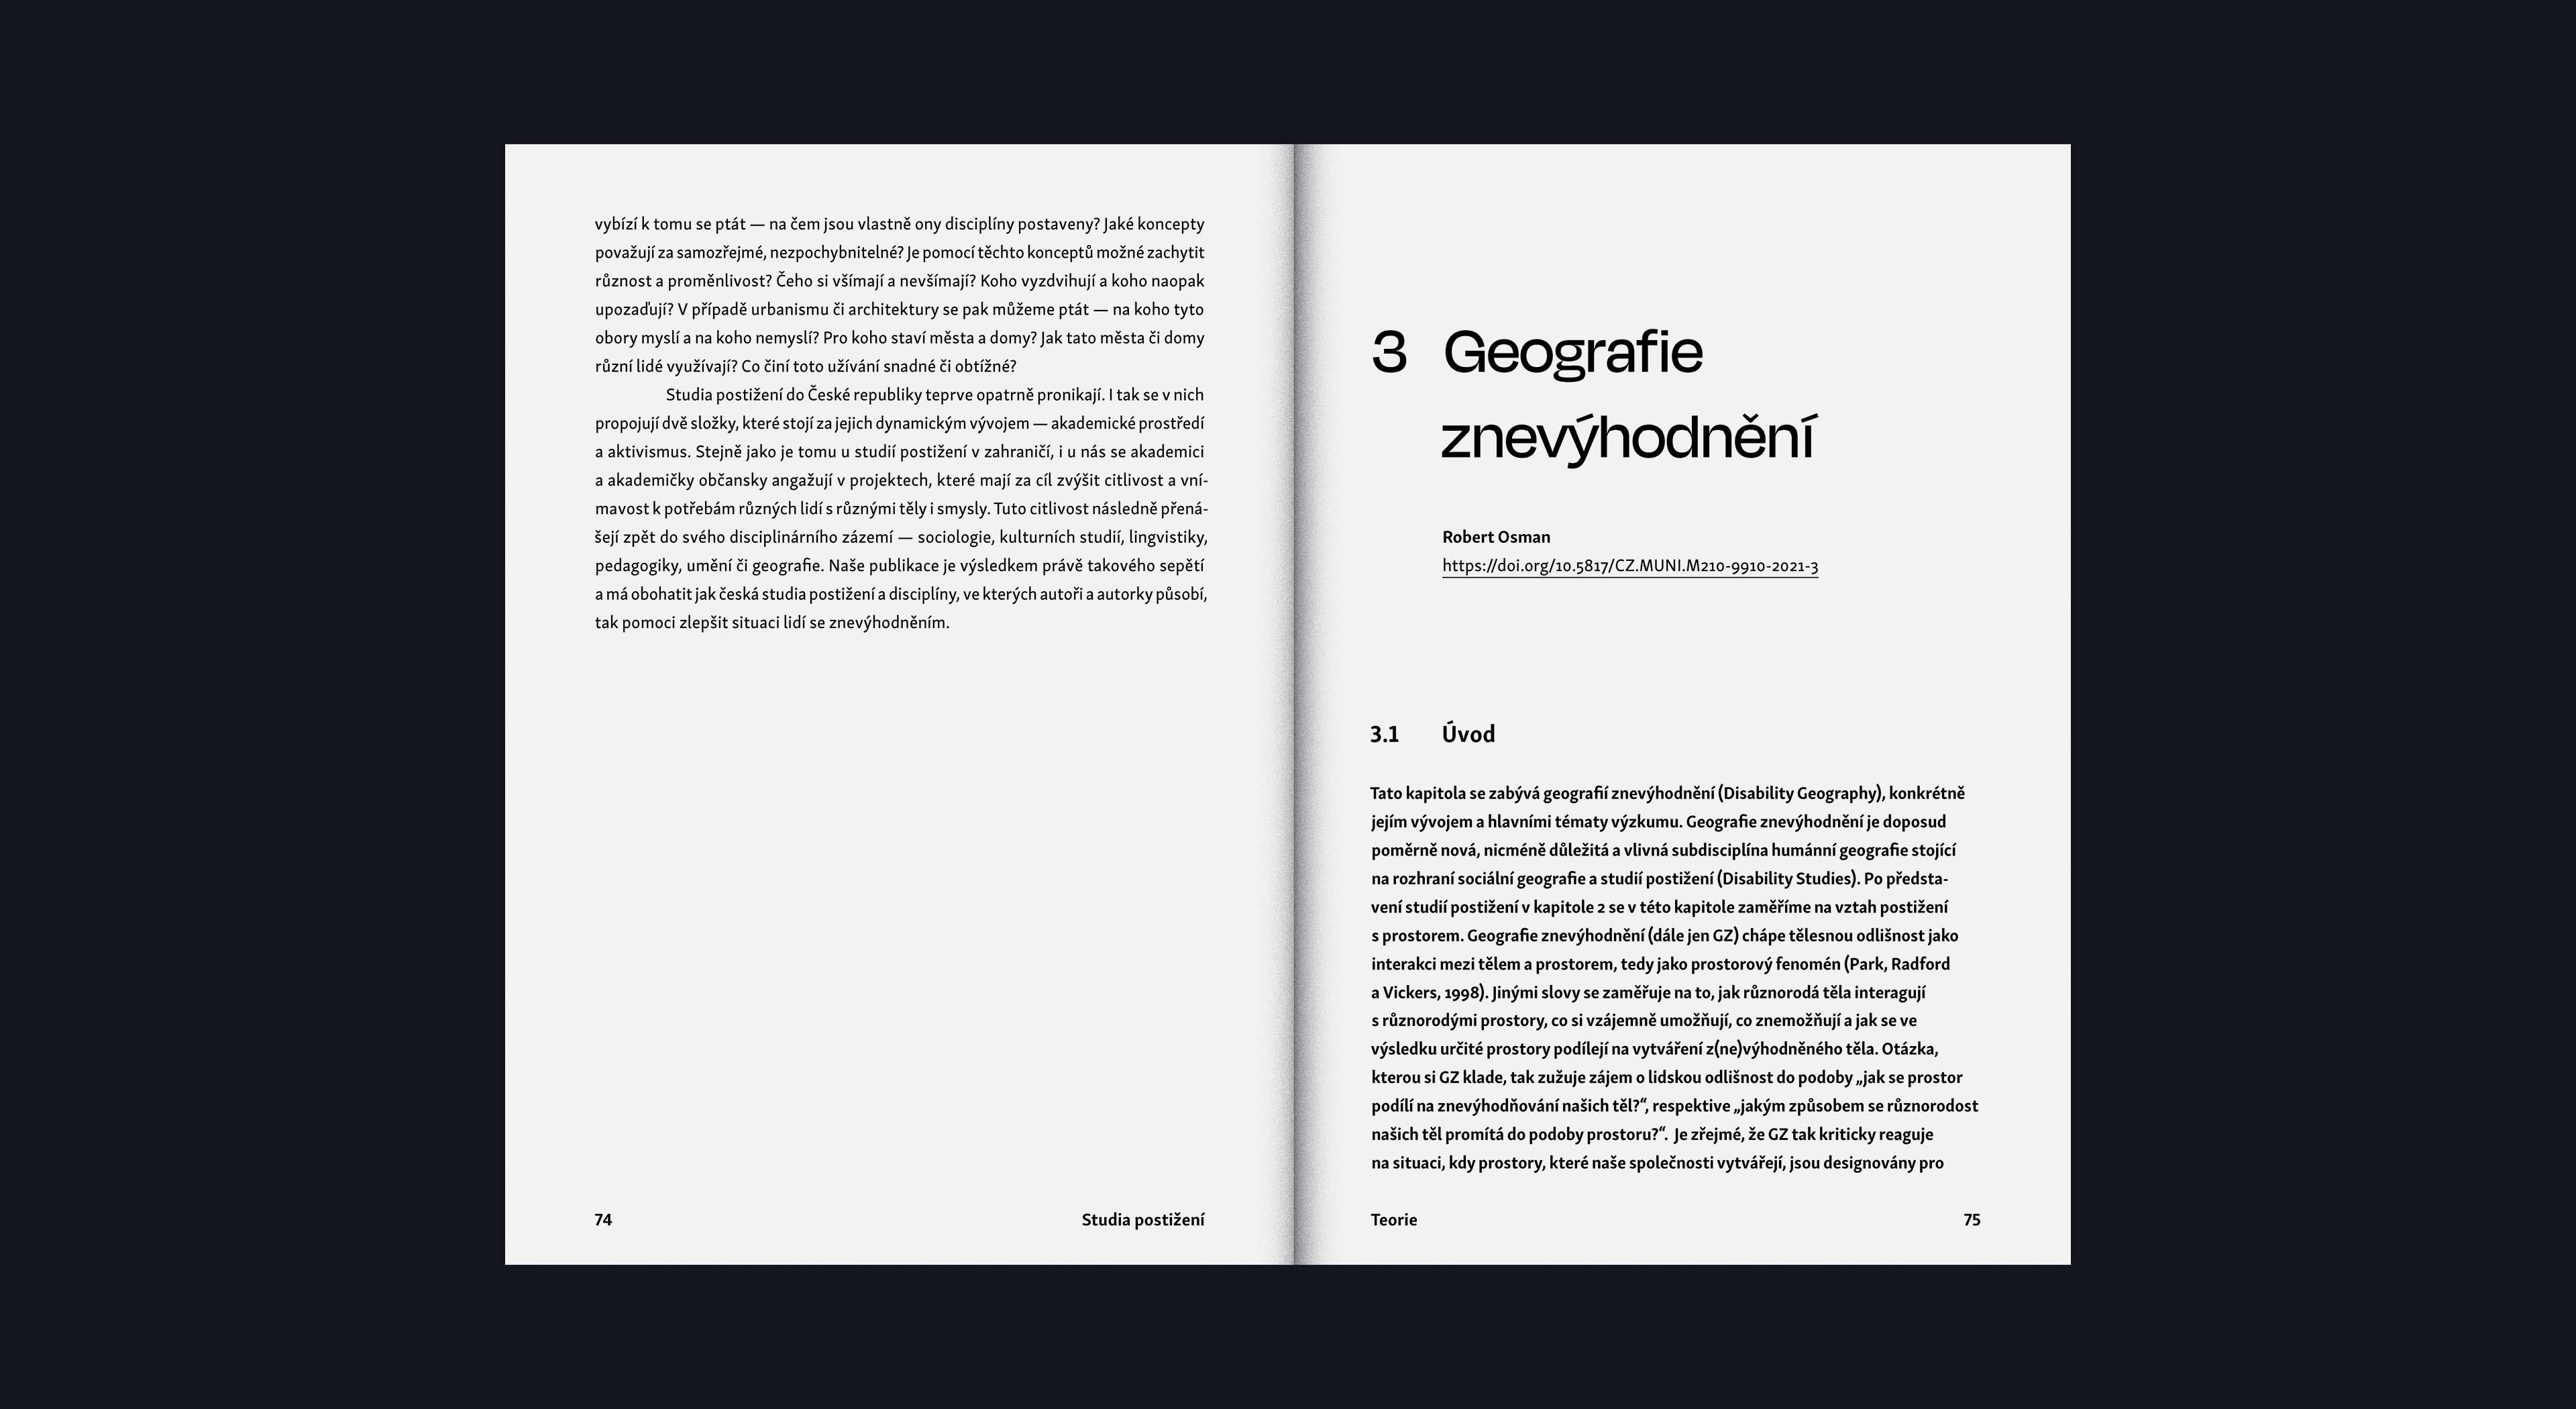 vybízí k tomu se ptát — na čem jsou vlastně ony disciplíny postaveny? Jaké koncepty
považují za samozřejmé, nezpochybnitelné? Je pomocí těchto konceptů možné zachytit
různost a proměnlivost? Čeho si všímají a nevšímají? Koho vyzdvihují a koho naopak
upozaďují? V případě urbanismu či architektury se pak můžeme ptát — na koho tyto
obory myslí a na koho nemyslí? Pro koho staví města a domy? Jak tato města či domy
různí lidé využívají? Co činí toto užívání snadné či obtížné?
Studia postižení do České republiky teprve opatrně pronikají. I tak se v nich
propojují dvě složky, které stojí za jejich dynamickým vývojem — akademické prostředí
a aktivismus. Stejně jako je tomu u studií postižení v zahraničí, i u nás se akademici
a akademičky občansky angažují v projektech, které mají za cíl zvýšit citlivost a vní-
mavost k potřebám různých lidí s různými těly i smysly. Tuto citlivost následně přená-
šejí zpět do svého disciplinárního zázemí — sociologie, kulturních studií, lingvistiky,
pedagogiky, umění či geografie. Naše publikace je výsledkem právě takového sepětí
a má obohatit jak česká studia postižení a disciplíny, ve kterých autoři a autorky působí,
tak pomoci zlepšit situaci lidí se znevýhodněním.
74 Studia postižení
3 Geografie
znevýhodnění
Robert Osman
https://doi.org/10.5817/CZ.MUNI.M210-9910-2021-3
3.1 Úvod
Tato kapitola se zabývá geografií znevýhodnění (Disability Geography), konkrétně
jejím vývojem a hlavními tématy výzkumu. Geografie znevýhodnění je doposud
poměrně nová, nicméně důležitá a vlivná subdisciplína humánní geografie stojící
na rozhraní sociální geografie a studií postižení (Disability Studies). Po předsta-
vení studií postižení v kapitole 2 se v této kapitole zaměříme na vztah postižení
s prostorem. Geografie znevýhodnění (dále jen GZ) chápe tělesnou odlišnost jako
interakci mezi tělem a prostorem, tedy jako prostorový fenomén (Park, Radford
a Vickers, 1998). Jinými slovy se zaměřuje na to, jak různorodá těla interagují
s různorodými prostory, co si vzájemně umožňují, co znemožňují a jak se ve
výsledku určité prostory podílejí na vytváření z(ne)výhodněného těla. Otázka,
kterou si GZ klade, tak zužuje zájem o lidskou odlišnost do podoby „jak se prostor
podílí na znevýhodňování našich těl?“, respektive „jakým způsobem se různorodost
našich těl promítá do podoby prostoru?“. Je zřejmé, že GZ tak kriticky reaguje
na situaci, kdy prostory, které naše společnosti vytvářejí, jsou designovány pro
Teorie 75